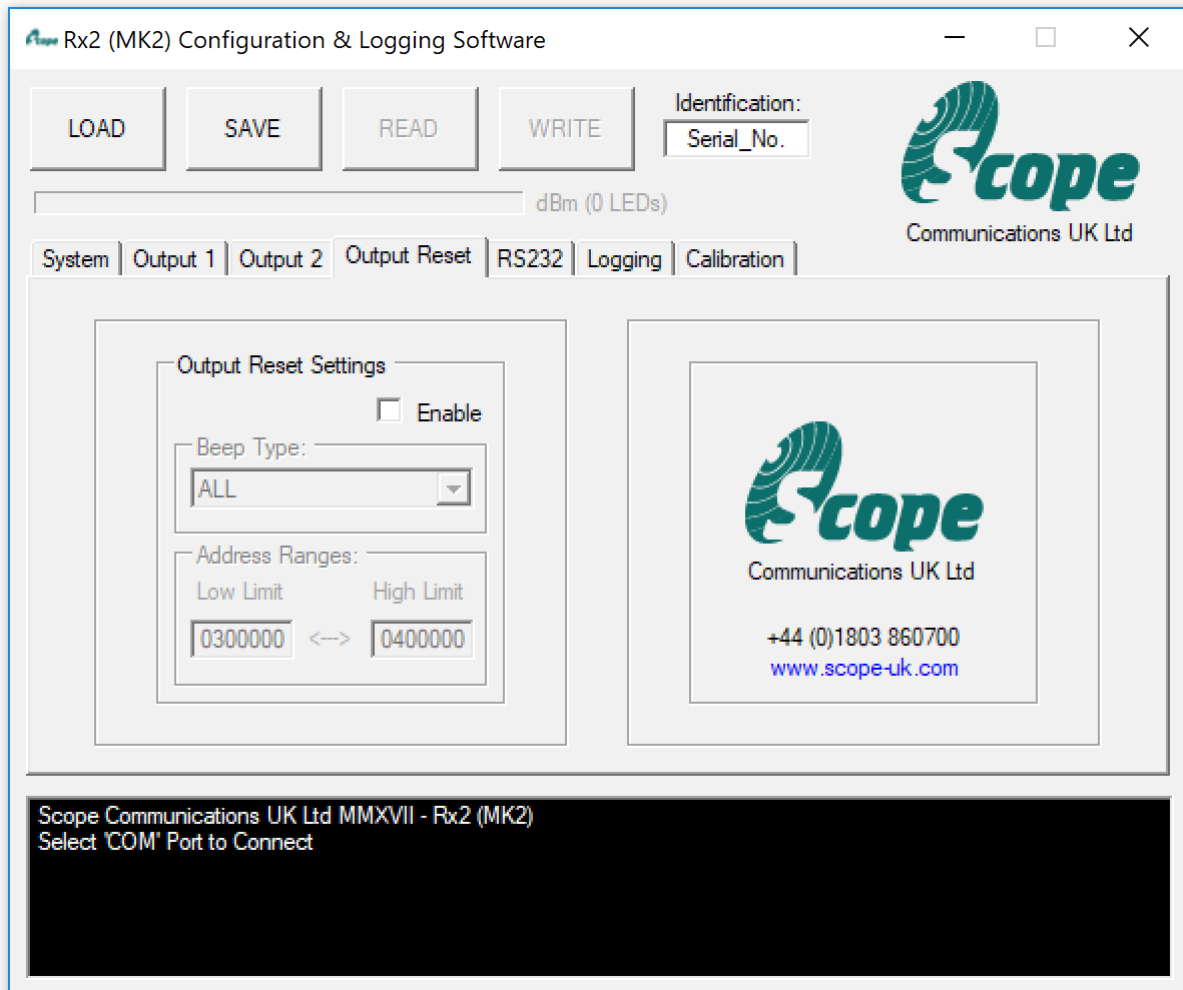 Scope Rx2 (MK2) Configuration & Logging Software
LOAD SAVE READ WRITE
Identification:
Serial_No.
dBm (0 LEDs)
Scope
Communications UK Ltd
System Output 1 Output 2 Output Reset RS232 Logging Calibration
Output Reset Settings
Enable
Beep Type:
ALL
Address Ranges:
Low Limit High Limit
0300000 <---> 0400000
Scope
Communications UK Ltd
+44 (0)1803 860700
www.scope-uk.com
Scope Communications UK Ltd MMXVII - Rx2 (MK2)
Select 'COM' Port to Connect